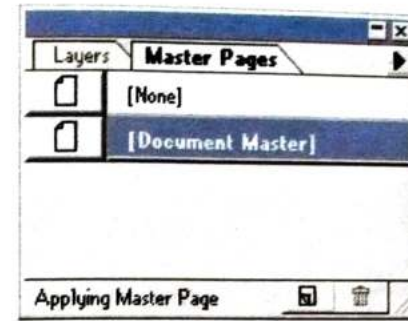 Layers Master Pages
[None]
[Document Master]
Applying Master Page